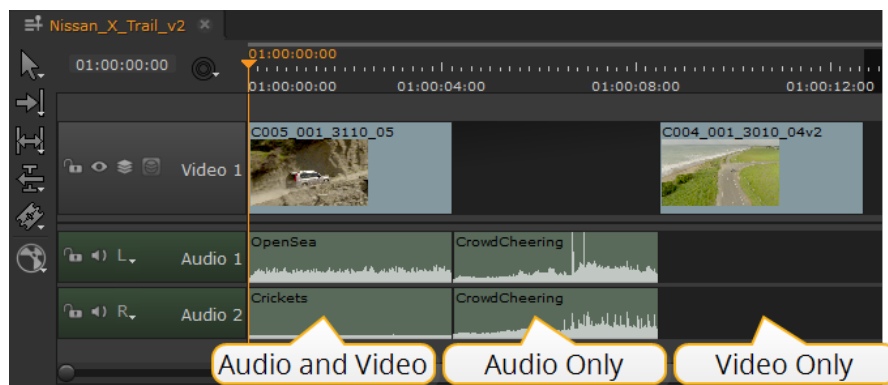 Nissan_X_Trail_v2
01:00:00:00
01:00:00:00
01:00:00:00 01:00:04:00 01:00:08:00 01:00:12:00
Video 1
C005_001_3110_05
C004_001_3010_04v2
L Audio 1
OpenSea
CrowdCheering
R Audio 2
Crickets
CrowdCheering
Audio and Video
Audio Only
Video Only